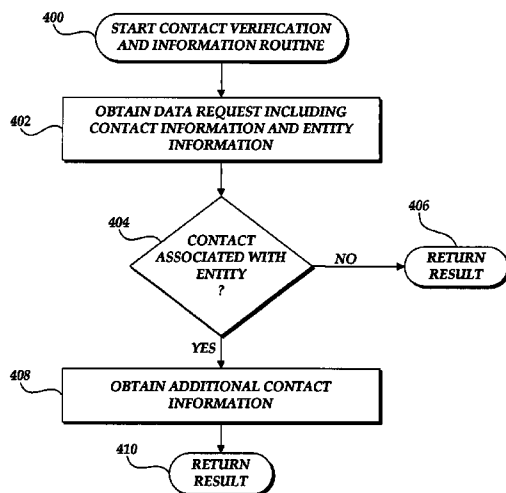 400
START CONTACT VERIFICATION
AND INFORMATION ROUTINE
402
OBTAIN DATA REQUEST INCLUDING
CONTACT INFORMATION AND ENTITY
INFORMATION
404
CONTACT
ASSOCIATED WITH
ENTITY
?
NO
406
RETURN
RESULT
YES
408
OBTAIN ADDITIONAL CONTACT
INFORMATION
410
RETURN
RESULT